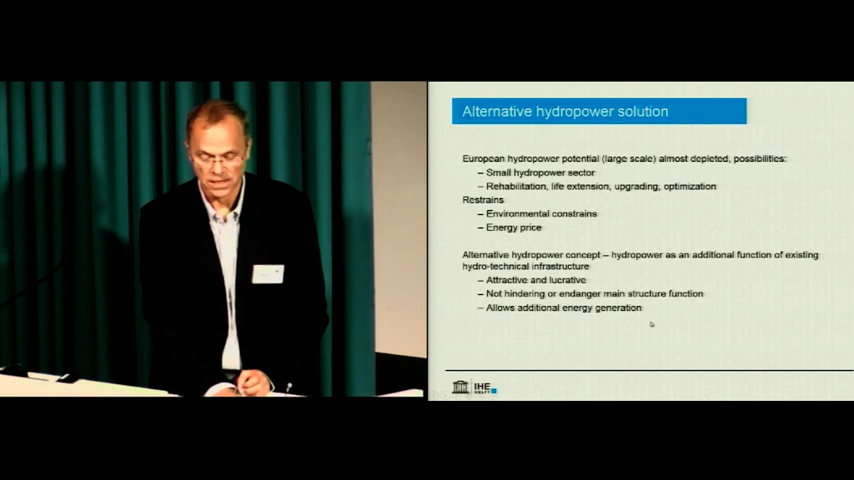 Alternative hydropower solution
European hydropower potential (large scale) almost depleted, possibilities:
– Small hydropower sector
– Rehabilitation, life extension, upgrading, optimization
Restrains
– Environmental constrains
– Energy price
Alternative hydropower concept – hydropower as an additional function of existing
hydro-technical infrastructure
– Attractive and lucrative
– Not hindering or endanger main structure function
– Allows additional energy generation
IHE
DELFT